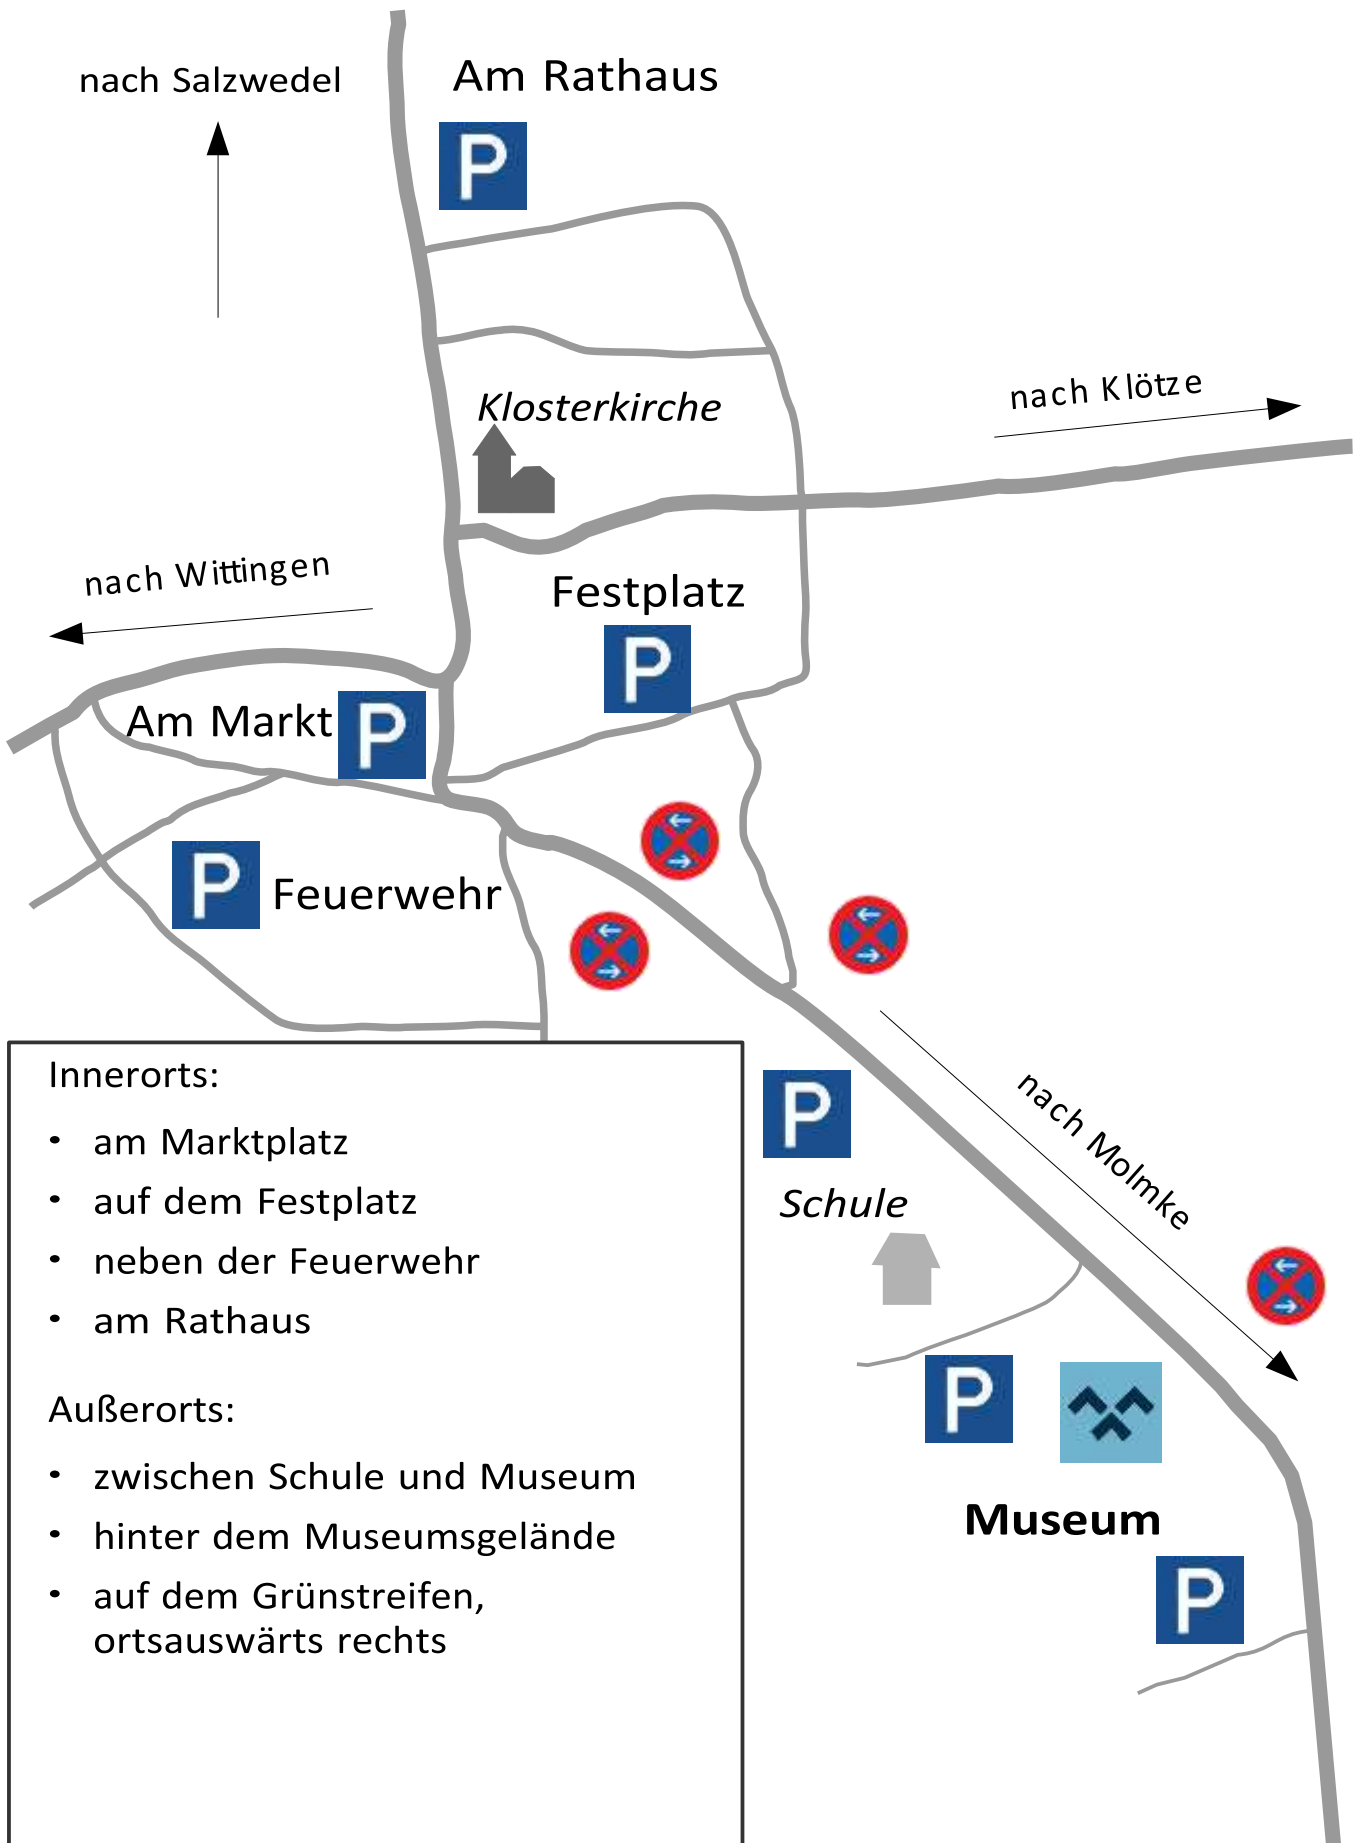 nach Salzwedel
Am Rathaus
P
Klosterkirche
nach Klötze
nach Wittingen
Festplatz
P
Am Markt P
P Feuerwehr
P
nach Molmke
Schule
P
Museum
P
Innerorts:
• am Marktplatz
• auf dem Festplatz
• neben der Feuerwehr
• am Rathaus
Außerorts:
• zwischen Schule und Museum
• hinter dem Museumsgelände
• auf dem Grünstreifen,
ortsauswärts rechts